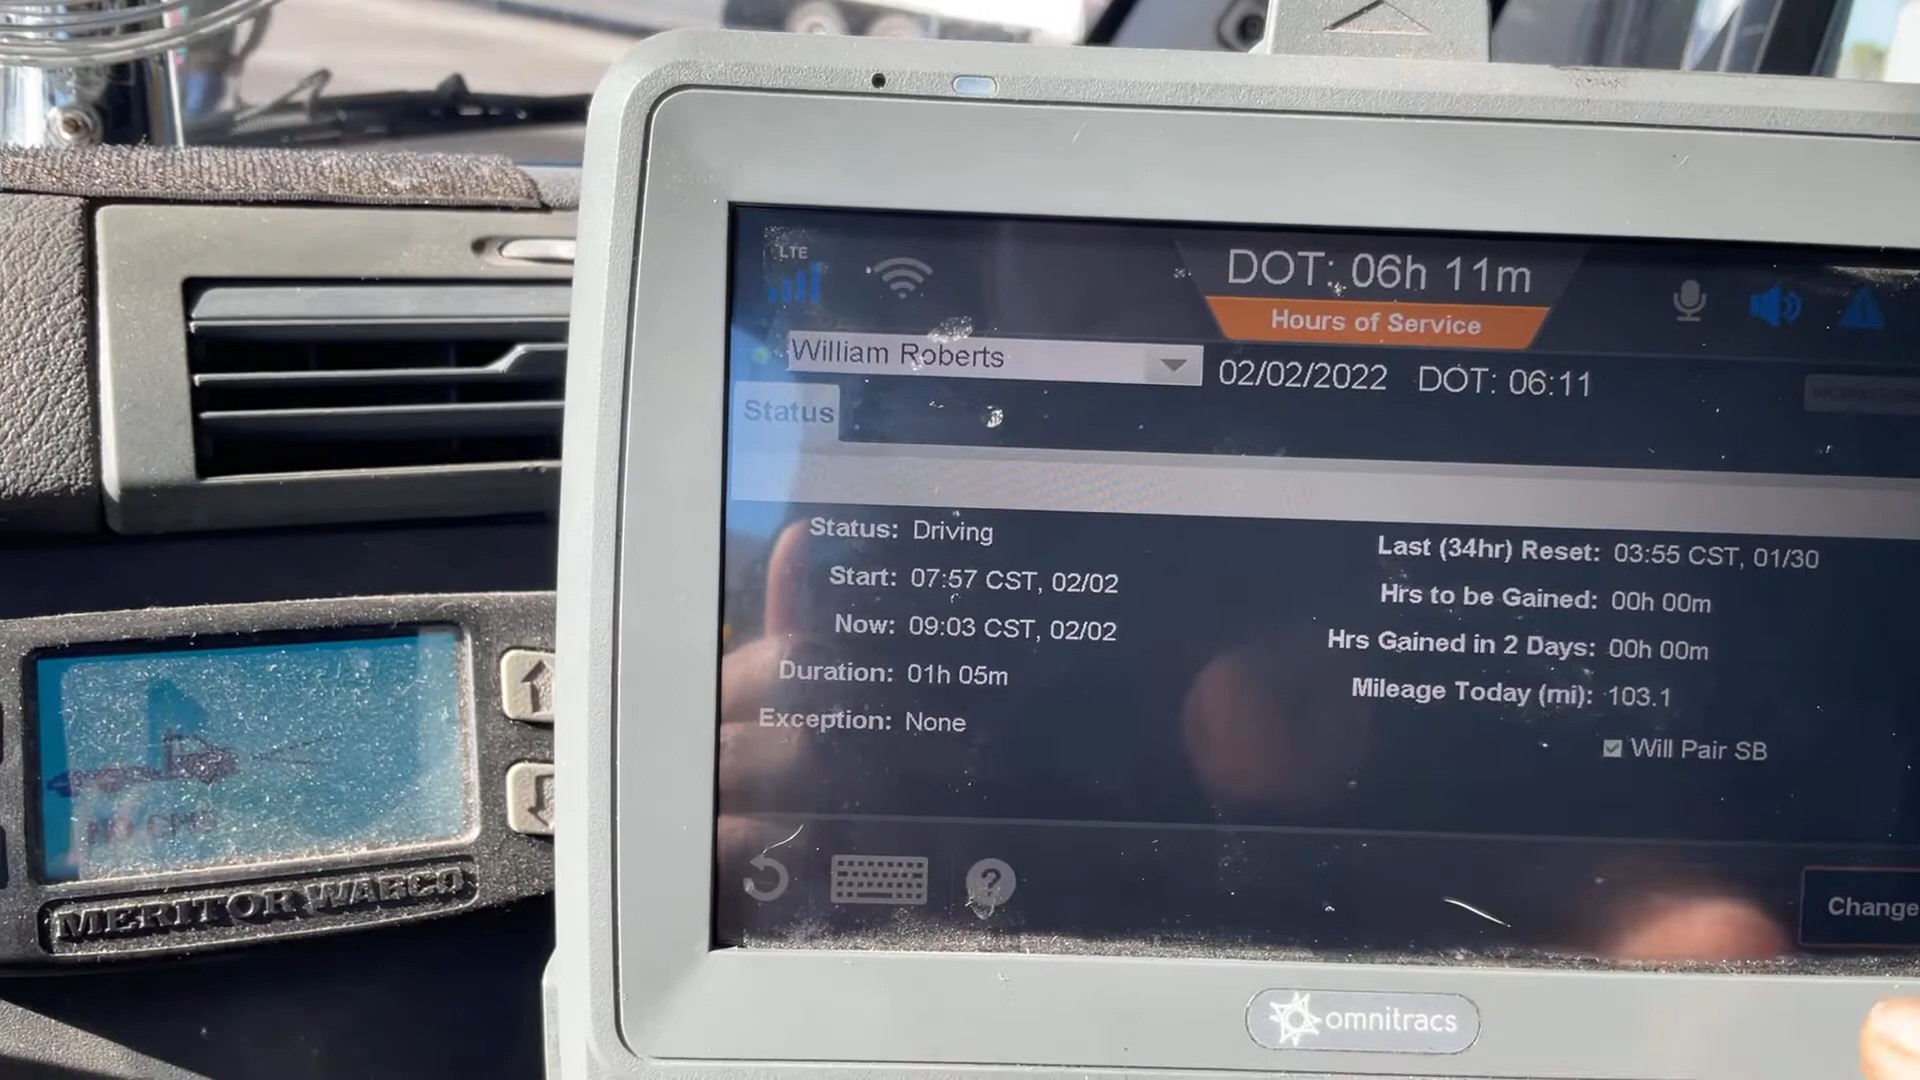 LTE
DOT: 06h 11m
Hours of Service
William Roberts
02/02/2022 DOT: 06:11
Status
Status: Driving
Start: 07:57 CST, 02/02
Now: 09:03 CST, 02/02
Duration: 01h 05m
Exception: None
Last (34hr) Reset: 03:55 CST, 01/30
Hrs to be Gained: 00h 00m
Hrs Gained in 2 Days: 00h 00m
Mileage Today (mi): 103.1
Will Pair SB
?
Change
omnitracs
MERITOR WABCO